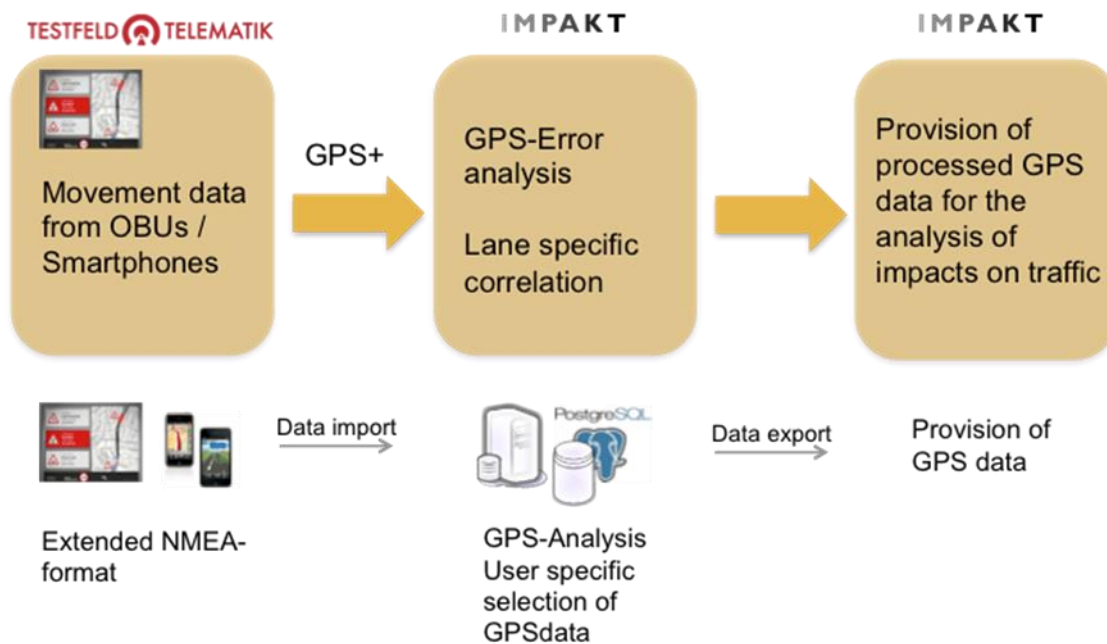 TESTFELD TELEMATIK
IMPAKT
IMPAKT
Movement data
from OBUs /
Smartphones
GPS+
GPS-Error
analysis
Lane specific
correlation
Provision of
processed GPS
data for the
analysis of
impacts on traffic
Data import
PostgreSQL
Data export
Provision of
GPS data
Extended NMEA-
format
GPS-Analysis
User specific
selection of
GPSdata